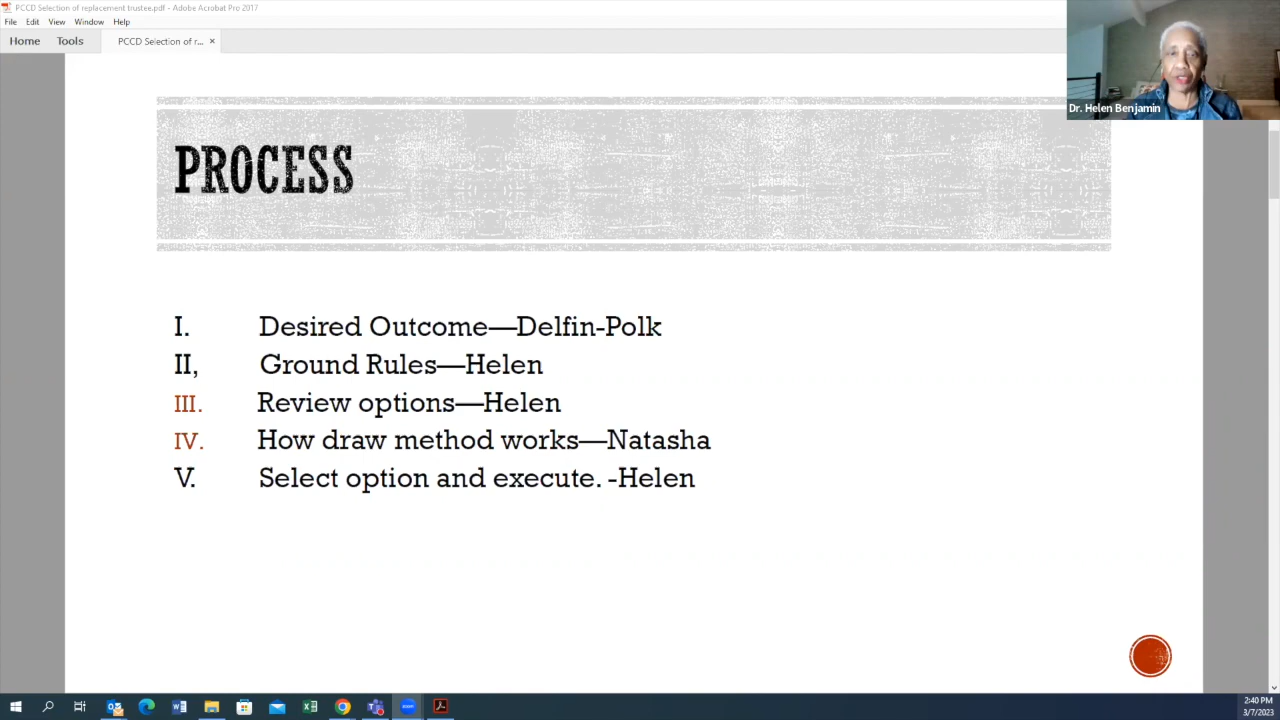 PCCD Selection of replacement trustee.pdf - Adobe Acrobat Pro 2017
File Edit View Window Help
Home Tools PCCD Selection of r... ×
Dr. Helen Benjamin
PROCESS
I. Desired Outcome—Delfin-Polk
II, Ground Rules—Helen
III. Review options—Helen
IV. How draw method works—Natasha
V. Select option and execute. -Helen
2:40 PM
3/7/2023